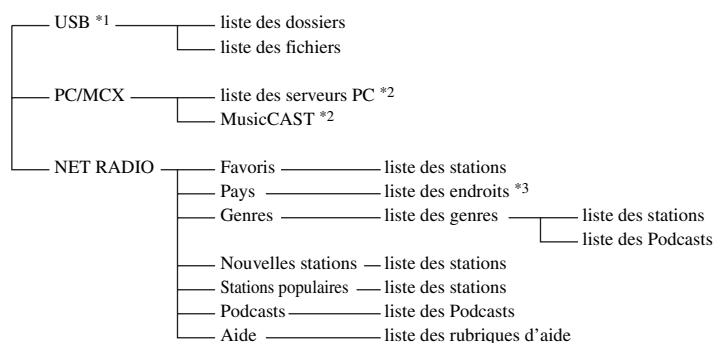 USB *1 liste des dossiers
liste des fichiers
PC/MCX liste des serveurs PC *2
MusicCAST *2
NET RADIO Favoris liste des stations
Pays liste des endroits *3
Genres liste des genres liste des stations
liste des Podcasts
Nouvelles stations liste des stations
Stations populaires liste des stations
Podcasts liste des Podcasts
Aide liste des rubriques d'aide